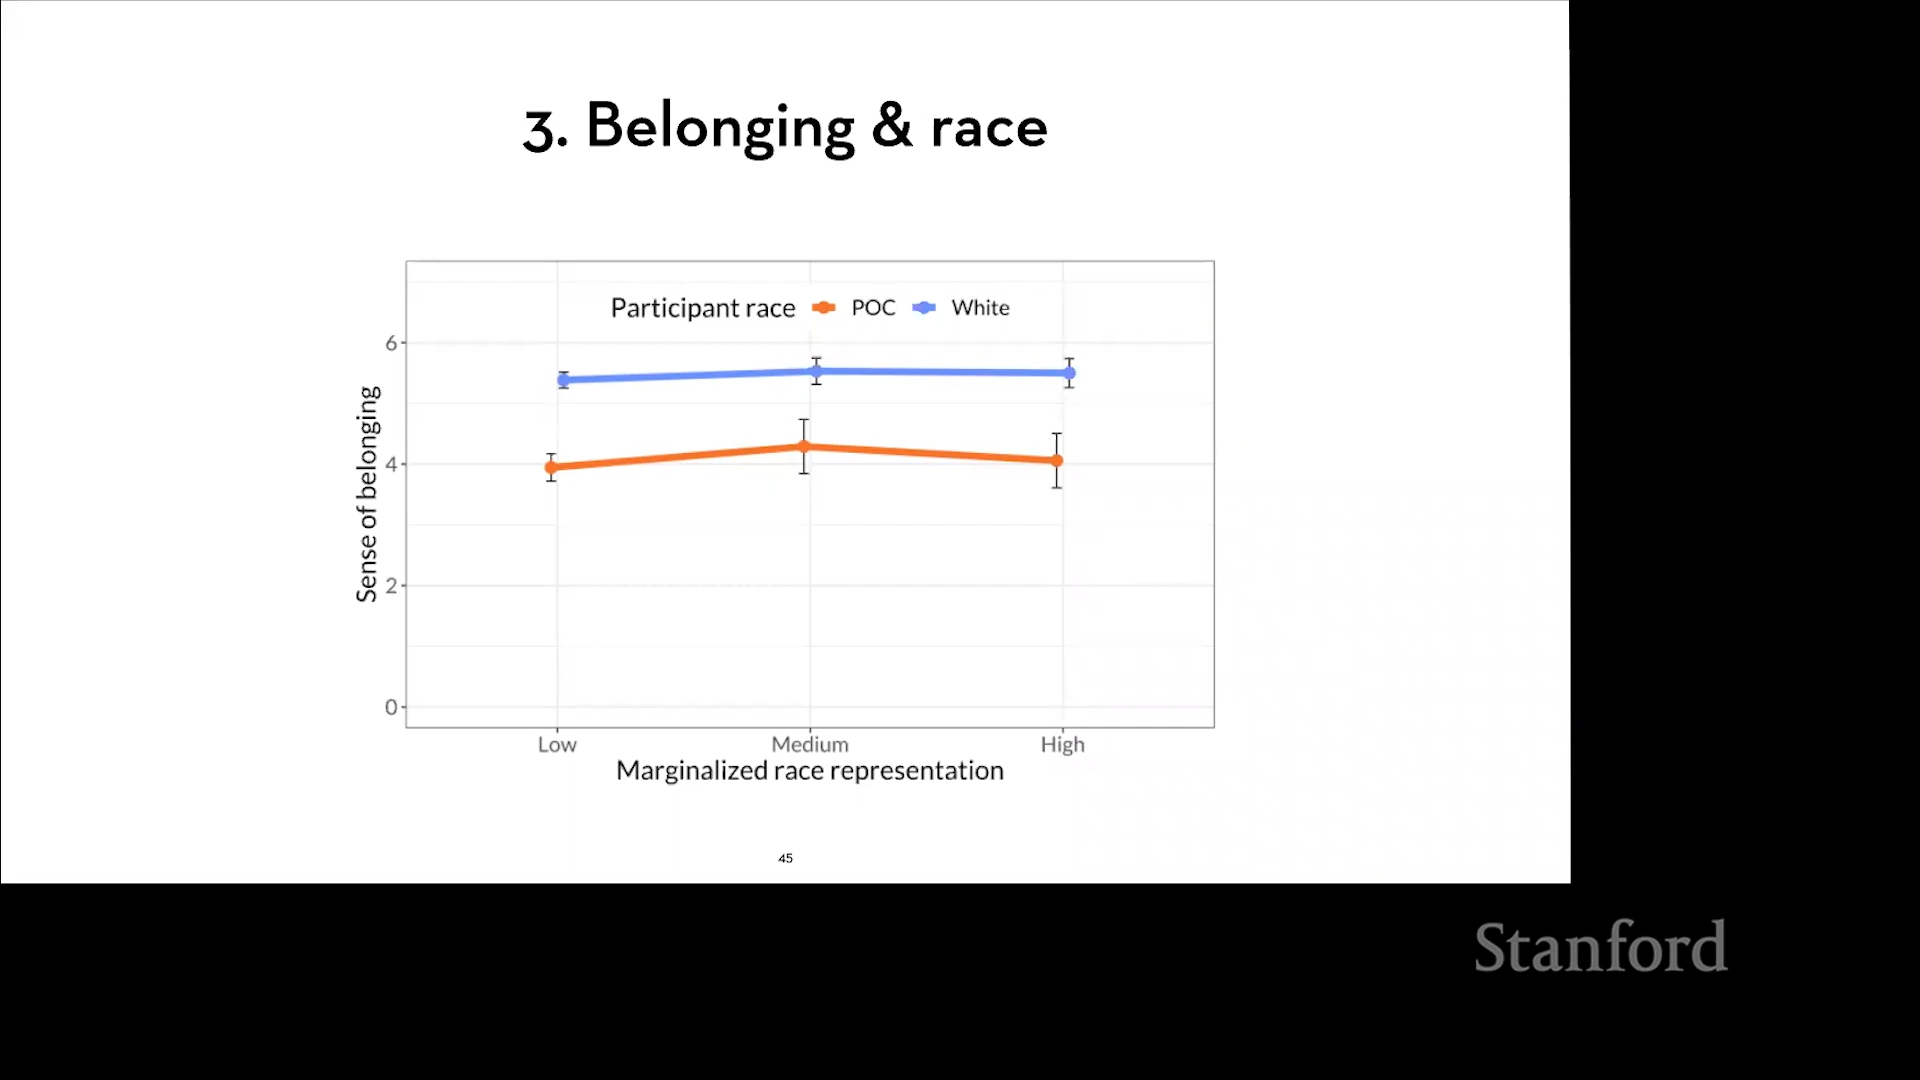 3. Belonging & race
Participant race POC White
6
4
2
0
Sense of belonging
Low Medium High
Marginalized race representation
45
Stanford